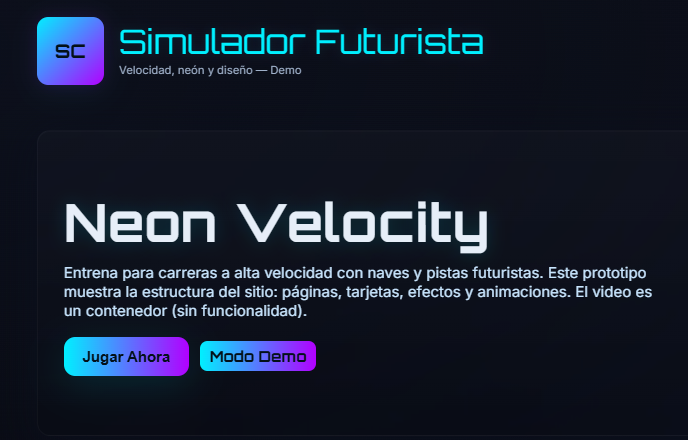 SC
Simulador Futurista
Velocidad, neón y diseño — Demo
Neon Velocity
Entrena para carreras a alta velocidad con naves y pistas futuristas. Este prototipo
muestra la estructura del sitio: páginas, tarjetas, efectos y animaciones. El video es
un contenedor (sin funcionalidad).
Jugar Ahora
Modo Demo